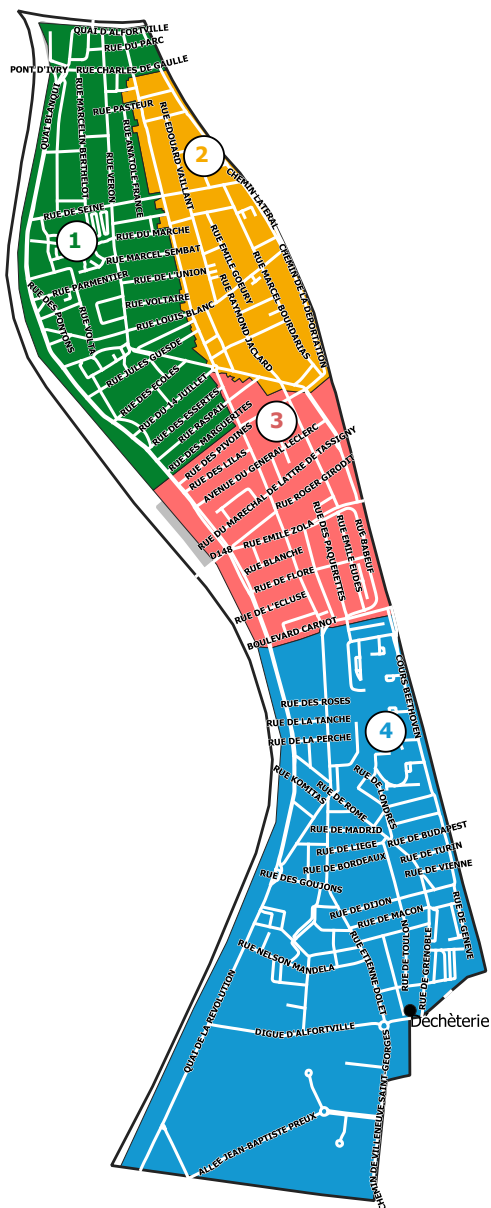 QUAI D'ALFORTVILLE
RUE DU PARC
PONT D'IVRY
RUE CHARLES DE GAULLE
QUAI BLANQUI
RUE MARCELIN BERTHELOT
RUE PASTEUR
RUE VERON
RUE ANATOLE FRANCE
RUE EDOUARD VAILLANT
2
CHEMIN LATERAL
RUE DE SEINE
1
RUE DU MARCHE
RUE MARCEL SEMBAT
RUE EMILE GOEURY
RUE MARCEL BOURDARIAS
CHEMIN DE LA DEPORTATION
RUE PARMENTIER
RUE DE L'UNION
RUE DES PONTONS
RUE VOLTA
RUE VOLTAIRE
RUE LOUIS BLANC
RUE RAYMOND JACLARD
RUE JULES GUESDE
RUE DES ECOLES
RUE DU 14 JUILLET
RUE DES ESSERTES
RUE RASPAIL
RUE DES MARGUERITES
3
RUE DES PIVOINES
RUE DES LILAS
AVENUE DU GENERAL LECLERC
RUE DU MARECHAL DE LATTRE DE TASSIGNY
RUE ROGER GIRODIT
D148
RUE EMILE ZOLA
RUE DES PAQUERETTES
RUE EMILE EUDES
RUE BABEUF
RUE BLANCHE
RUE DE FLORE
RUE DE L'ECLUSE
BOULEVARD CARNOT
COURS BEETHOVEN
RUE DES ROSES
RUE DE LA TANCHE
4
RUE DE LA PERCHE
RUE KOMITAS
RUE DE ROME
RUE DE LONDRES
RUE DE MADRID
RUE DE BUDAPEST
RUE DE LIEGE
RUE DE TURIN
RUE DE BORDEAUX
RUE DE VIENNE
RUE DES GOUJONS
RUE DE DIJON
RUE DE MACON
RUE DE GENEVE
RUE NELSON MANDELA
RUE ETIENNE DOLET
RUE DE TOULON
RUE DE GRENOBLE
QUAI DE LA REVOLUTION
DIGUE D'ALFORTVILLE
Déchèterie
ALLEE JEAN-BAPTISTE PREUX
CHEMIN DE VILLENEUVE SAINT-GEORGES